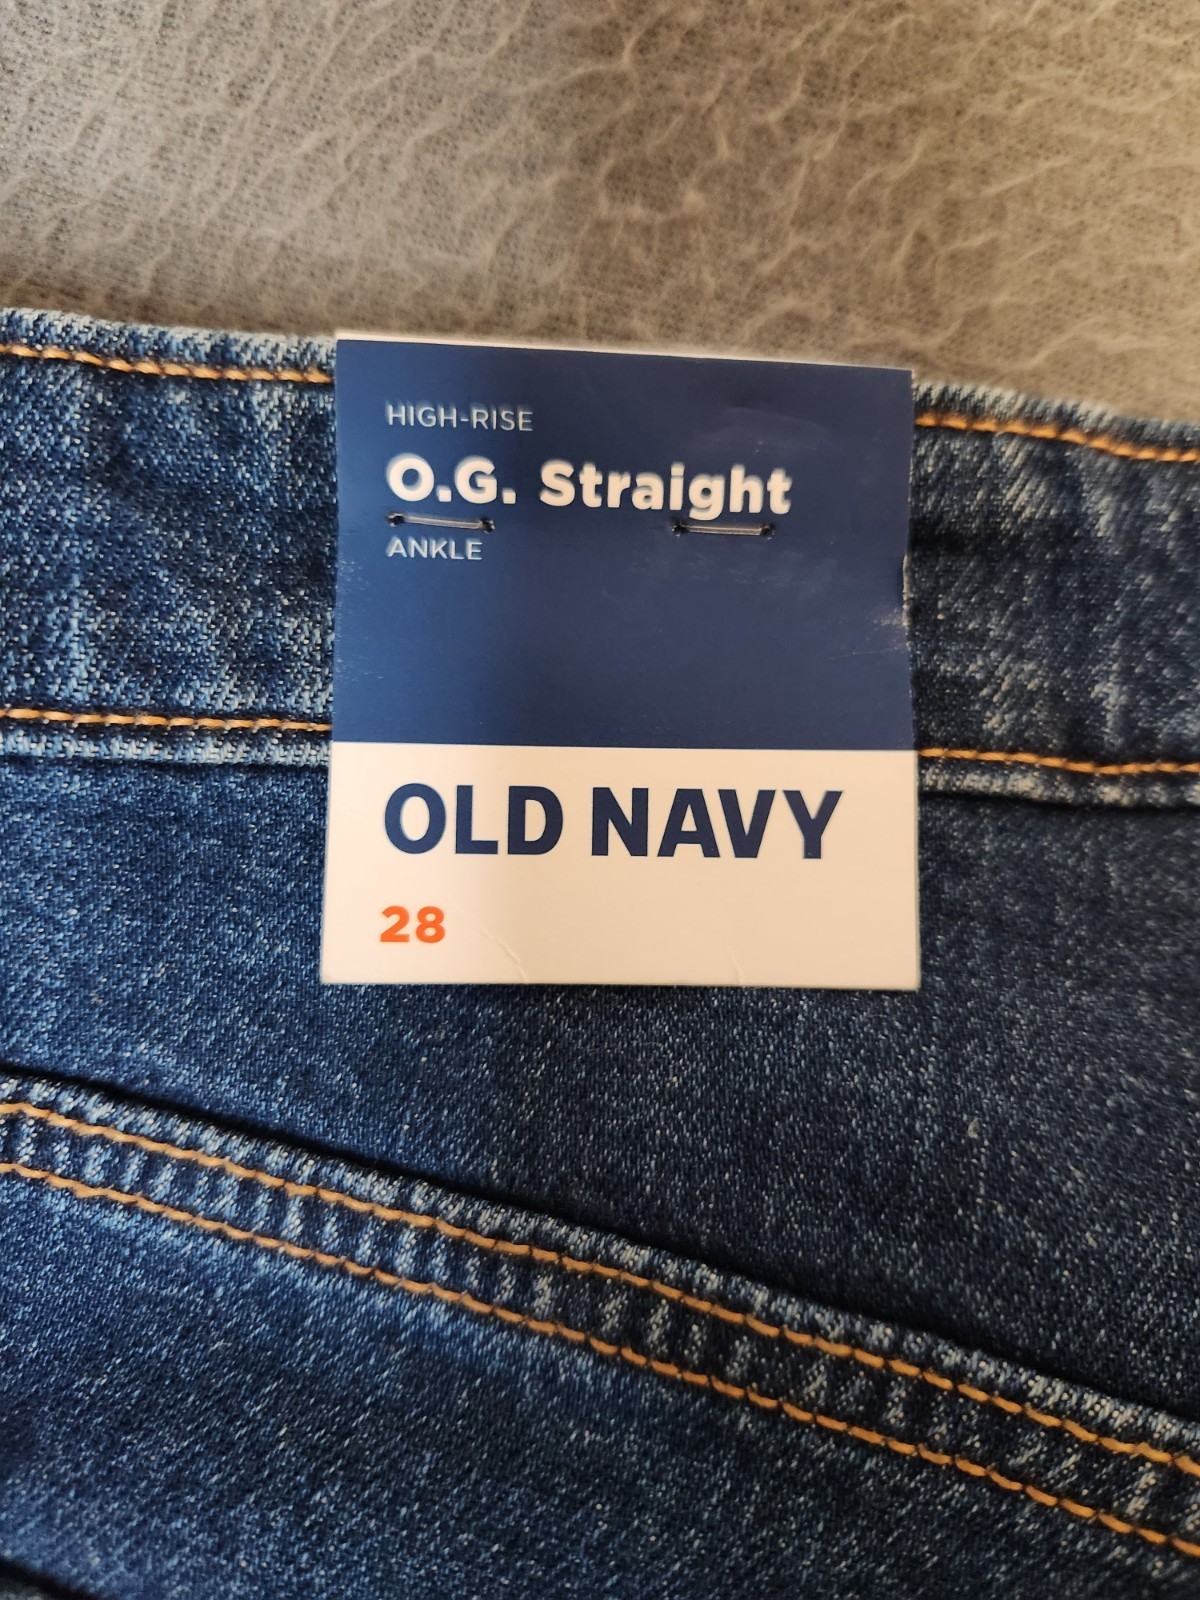 HIGH-RISE
O.G. Straight
ANKLE
OLD NAVY
28